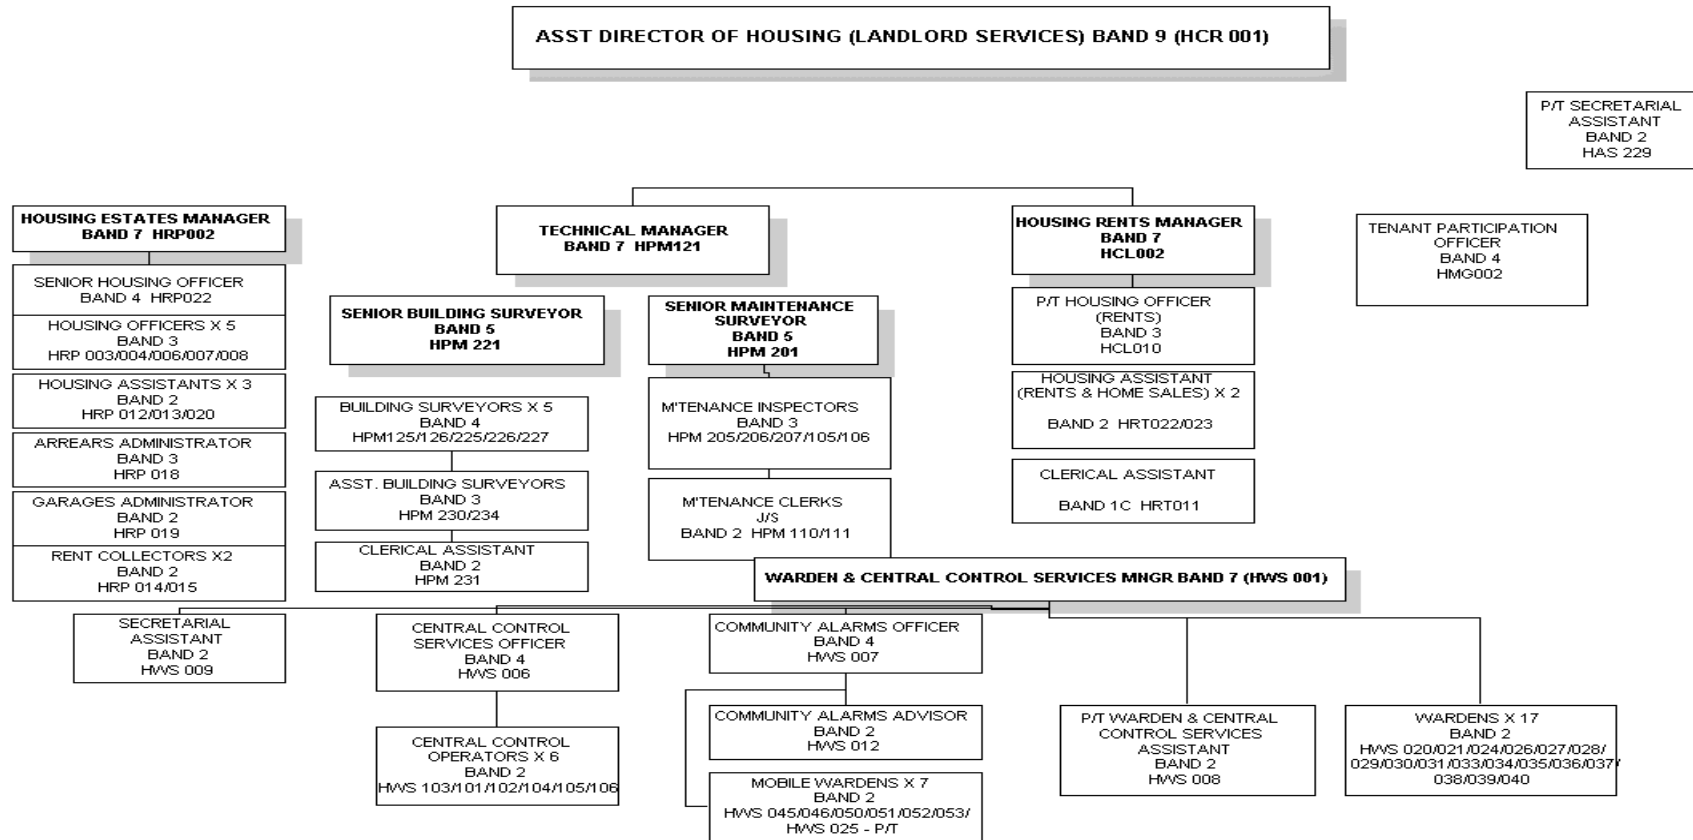 ASST DIRECTOR OF HOUSING (LANDLORD SERVICES) BAND 9 (HCR 001)
P/T SECRETARIAL
ASSISTANT
BAND 2
HAS 229
HOUSING ESTATES MANAGER
BAND 7 HRP002
SENIOR HOUSING OFFICER
BAND 4 HRP022
HOUSING OFFICERS X 5
BAND 3
HRP 003/004/006/007/008
HOUSING ASSISTANTS X 3
BAND 2
HRP 012/013/020
ARREARS ADMINISTRATOR
BAND 3
HRP 018
GARAGES ADMINISTRATOR
BAND 2
HRP 019
RENT COLLECTORS X2
BAND 2
HRP 014/015
TECHNICAL MANAGER
BAND 7 HPM121
SENIOR BUILDING SURVEYOR
BAND 5
HPM 221
BUILDING SURVEYORS X 5
BAND 4
HPM125/126/225/226/227
ASST. BUILDING SURVEYORS
BAND 3
HPM 230/234
CLERICAL ASSISTANT
BAND 2
HPM 231
SENIOR MAINTENANCE
SURVEYOR
BAND 5
HPM 201
M'TENANCE INSPECTORS
BAND 3
HPM 205/206/207/105/106
M'TENANCE CLERKS
J/S
BAND 2 HPM 110/111
HOUSING RENTS MANAGER
BAND 7
HCL002
P/T HOUSING OFFICER
(RENTS)
BAND 3
HCL010
HOUSING ASSISTANT
(RENTS & HOME SALES) X 2
BAND 2 HRT022/023
CLERICAL ASSISTANT
BAND 1C HRT011
TENANT PARTICIPATION
OFFICER
BAND 4
HMG002
WARDEN & CENTRAL CONTROL SERVICES MNGR BAND 7 (HWS 001)
SECRETARIAL
ASSISTANT
BAND 2
HWS 009
CENTRAL CONTROL
SERVICES OFFICER
BAND 4
HWS 006
CENTRAL CONTROL
OPERATORS X 6
BAND 2
HWS 103/101/102/104/105/106
COMMUNITY ALARMS OFFICER
BAND 4
HWS 007
COMMUNITY ALARMS ADVISOR
BAND 2
HWS 012
MOBILE WARDENS X 7
BAND 2
HWS 045/046/050/051/052/053/
HWS 025 - P/T
P/T WARDEN & CENTRAL
CONTROL SERVICES
ASSISTANT
BAND 2
HWS 008
WARDENS X 17
BAND 2
HWS 020/021/024/026/027/028/
029/030/031/033/034/035/036/037/
038/039/040